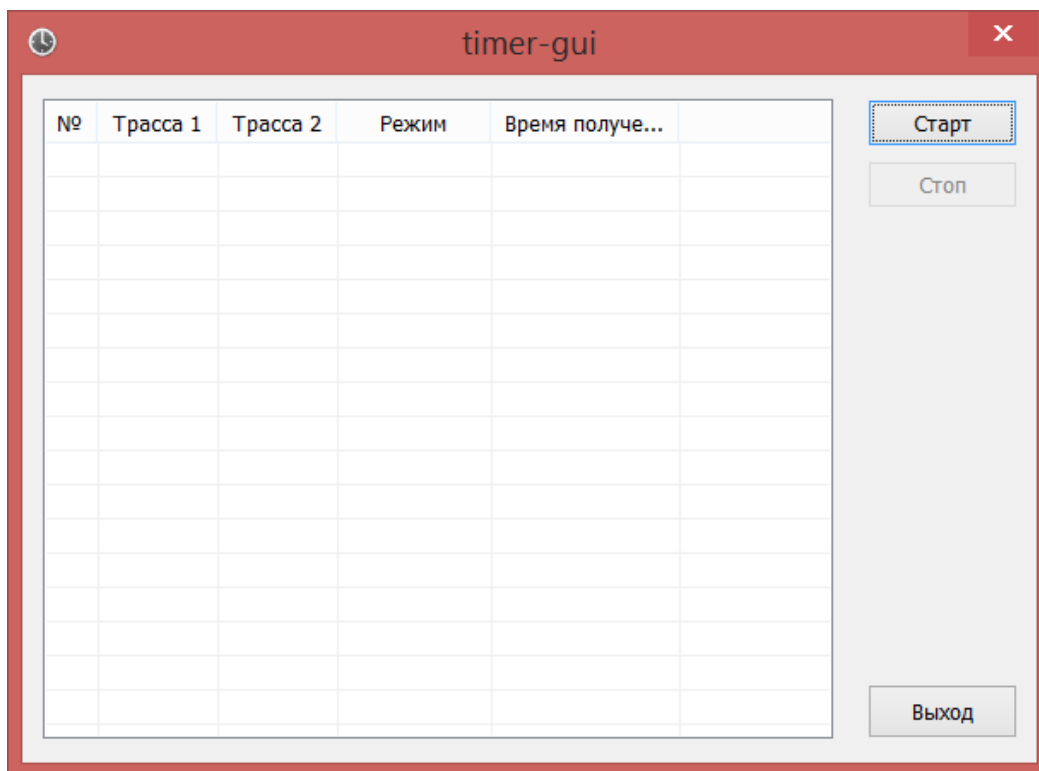 timer-gui
№ Трасса 1 Трасса 2 Режим Время получе...
Старт
Стоп
Выход